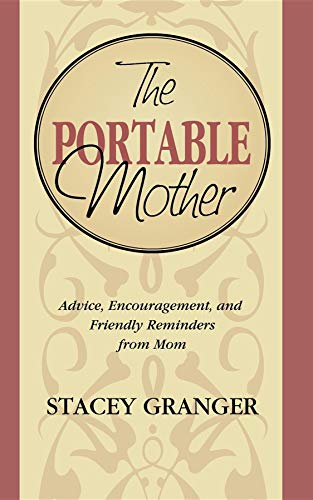 The
PORTABLE
Mother
Advice, Encouragement, and
Friendly Reminders
from Mom
STACEY GRANGER